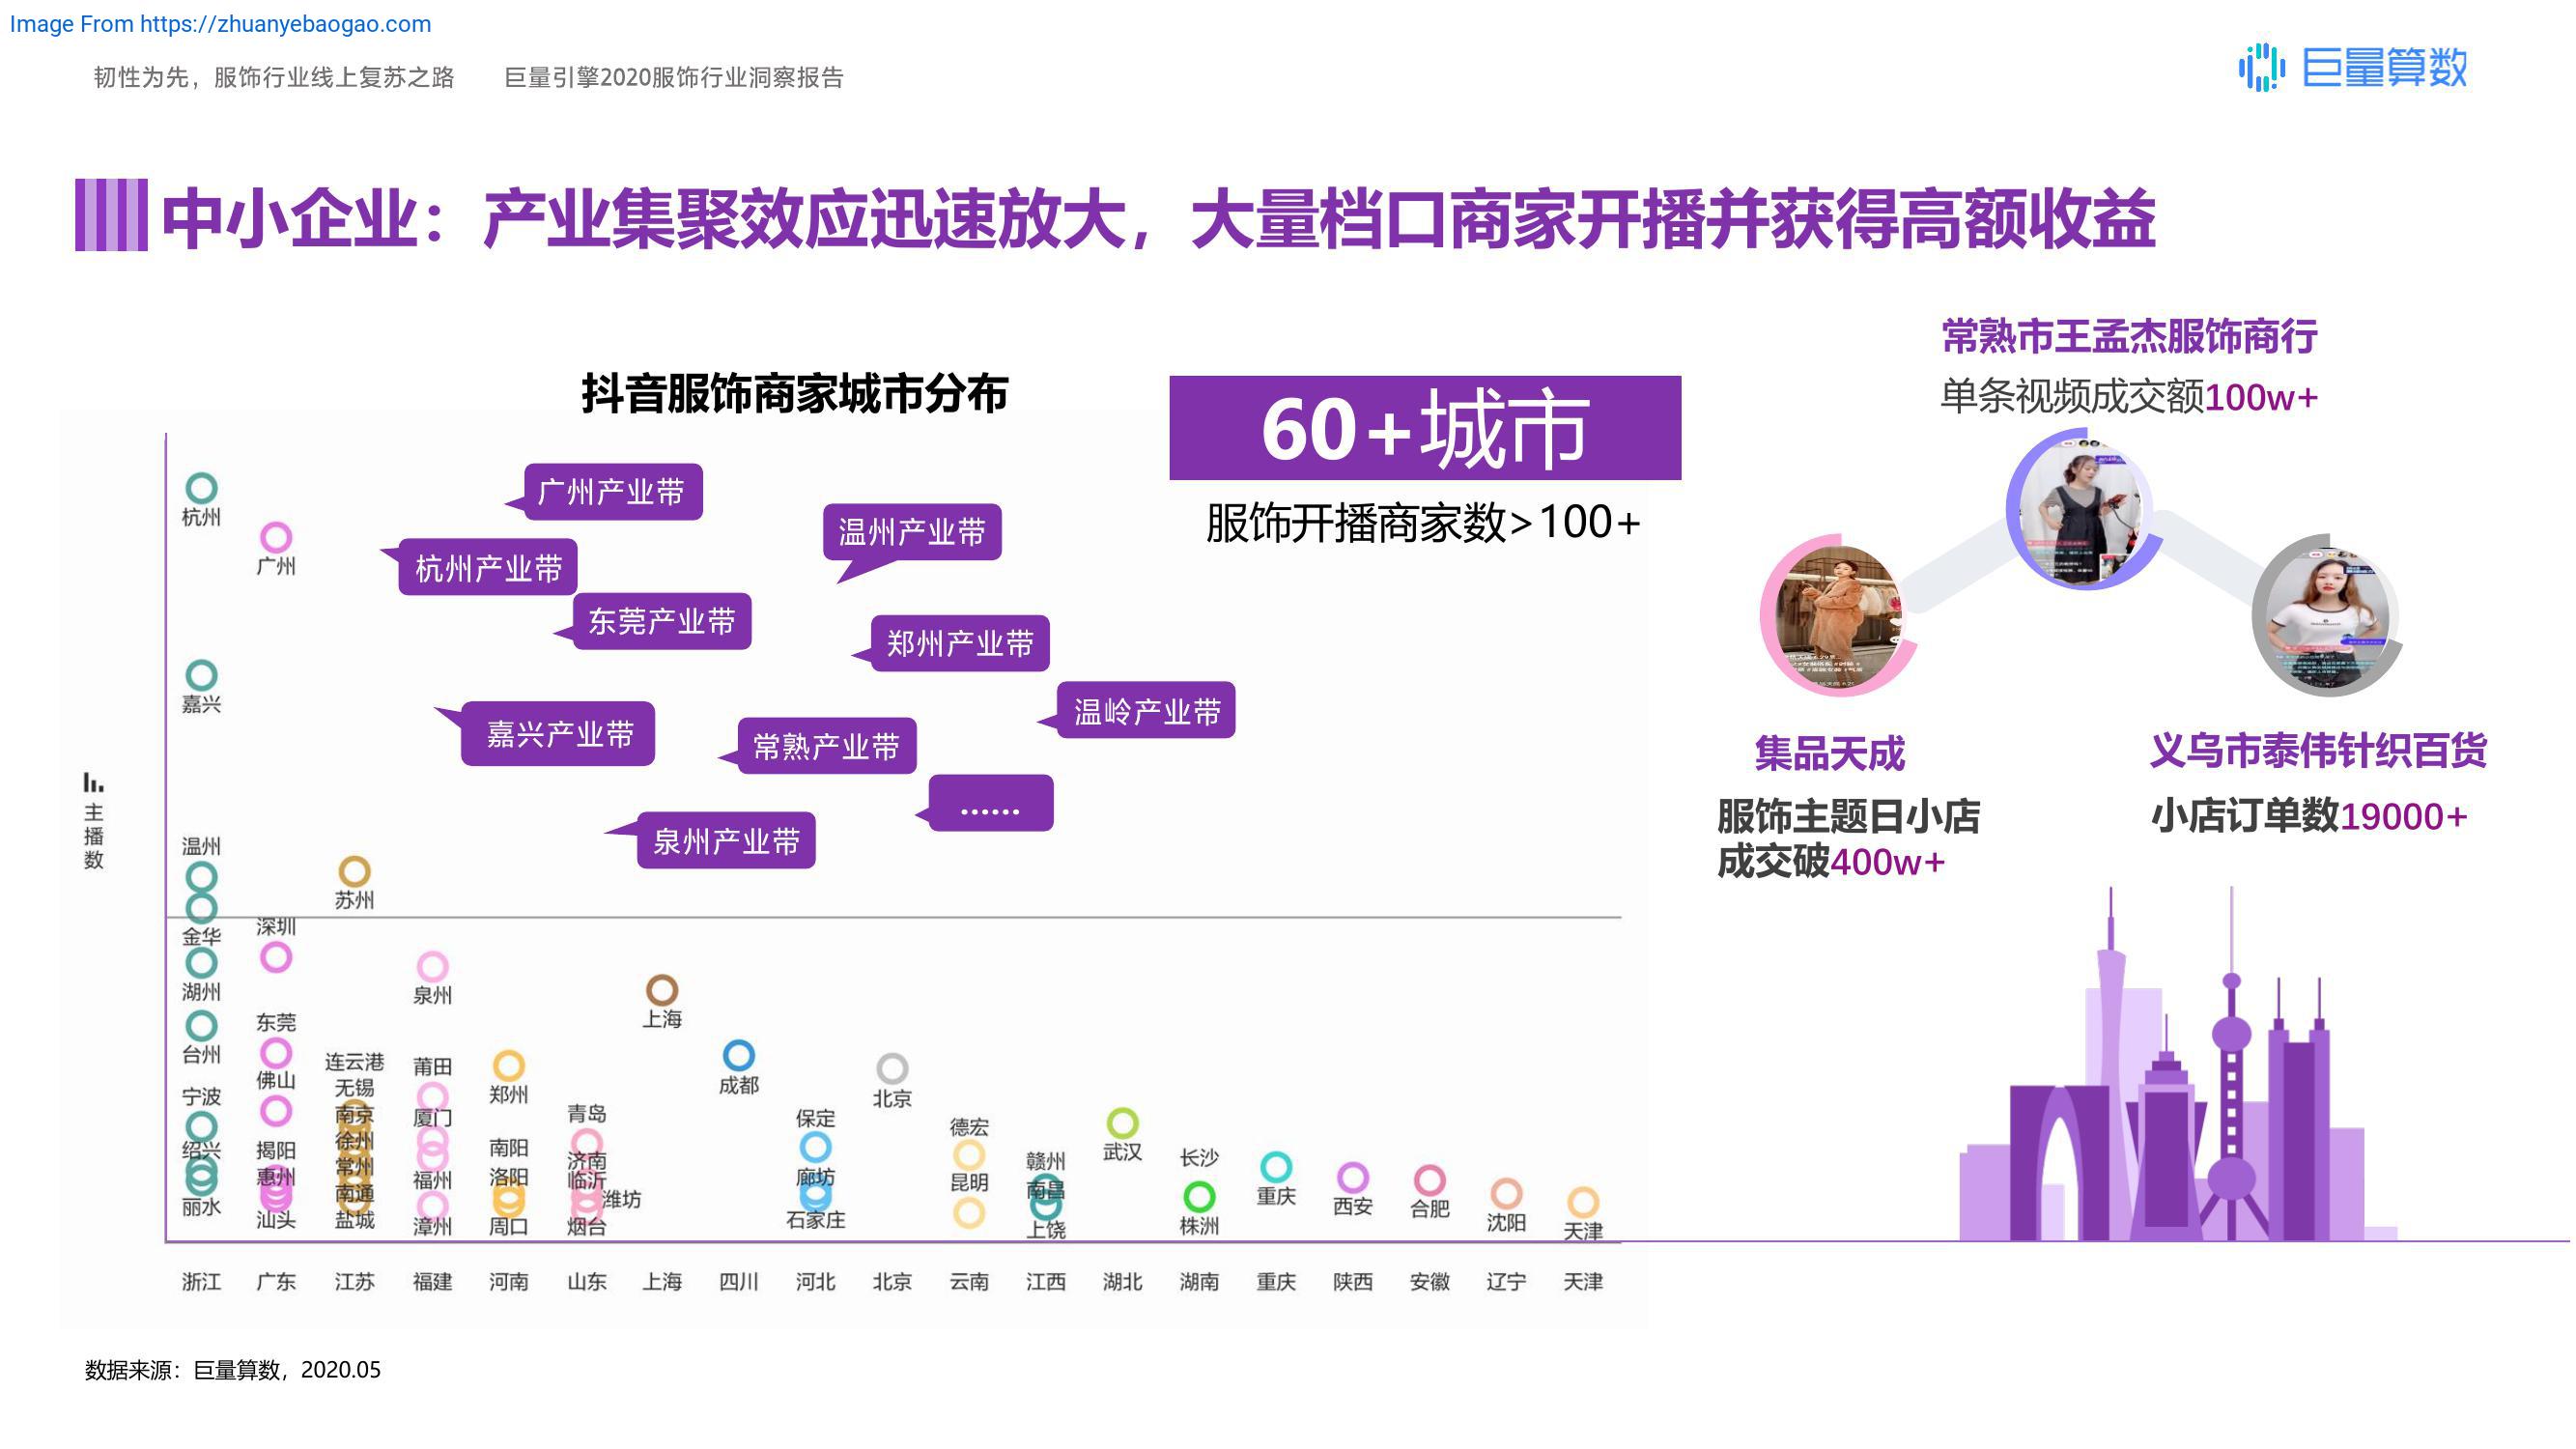 Image From https://zhuanyebaogao.com
韧性为先，服饰行业线上复苏之路 巨量引擎2020服饰行业洞察报告
巨量算数
中小企业：产业集聚效应迅速放大，大量档口商家开播并获得高额收益
抖音服饰商家城市分布
60+城市
服饰开播商家数>100+
广州产业带
温州产业带
杭州产业带
东莞产业带
郑州产业带
温岭产业带
嘉兴产业带
常熟产业带
......
泉州产业带
主播数
杭州
嘉兴
温州
金华
湖州
台州
宁波
绍兴
丽水
广州
深圳
东莞
佛山
揭阳
惠州
汕头
苏州
连云港
无锡
南京
徐州
常州
南通
盐城
泉州
莆田
厦门
福州
漳州
郑州
南阳
洛阳
周口
青岛
济南
临沂
潍坊
烟台
上海
成都
保定
廊坊
石家庄
北京
德宏
昆明
赣州
南昌
上饶
武汉
长沙
株洲
重庆
西安
合肥
沈阳
天津
浙江 广东 江苏 福建 河南 山东 上海 四川 河北 北京 云南 江西 湖北 湖南 重庆 陕西 安徽 辽宁 天津
常熟市王孟杰服饰商行
单条视频成交额100w+
集品天成
服饰主题日小店
成交破400w+
义乌市泰伟针织百货
小店订单数19000+
数据来源：巨量算数，2020.05